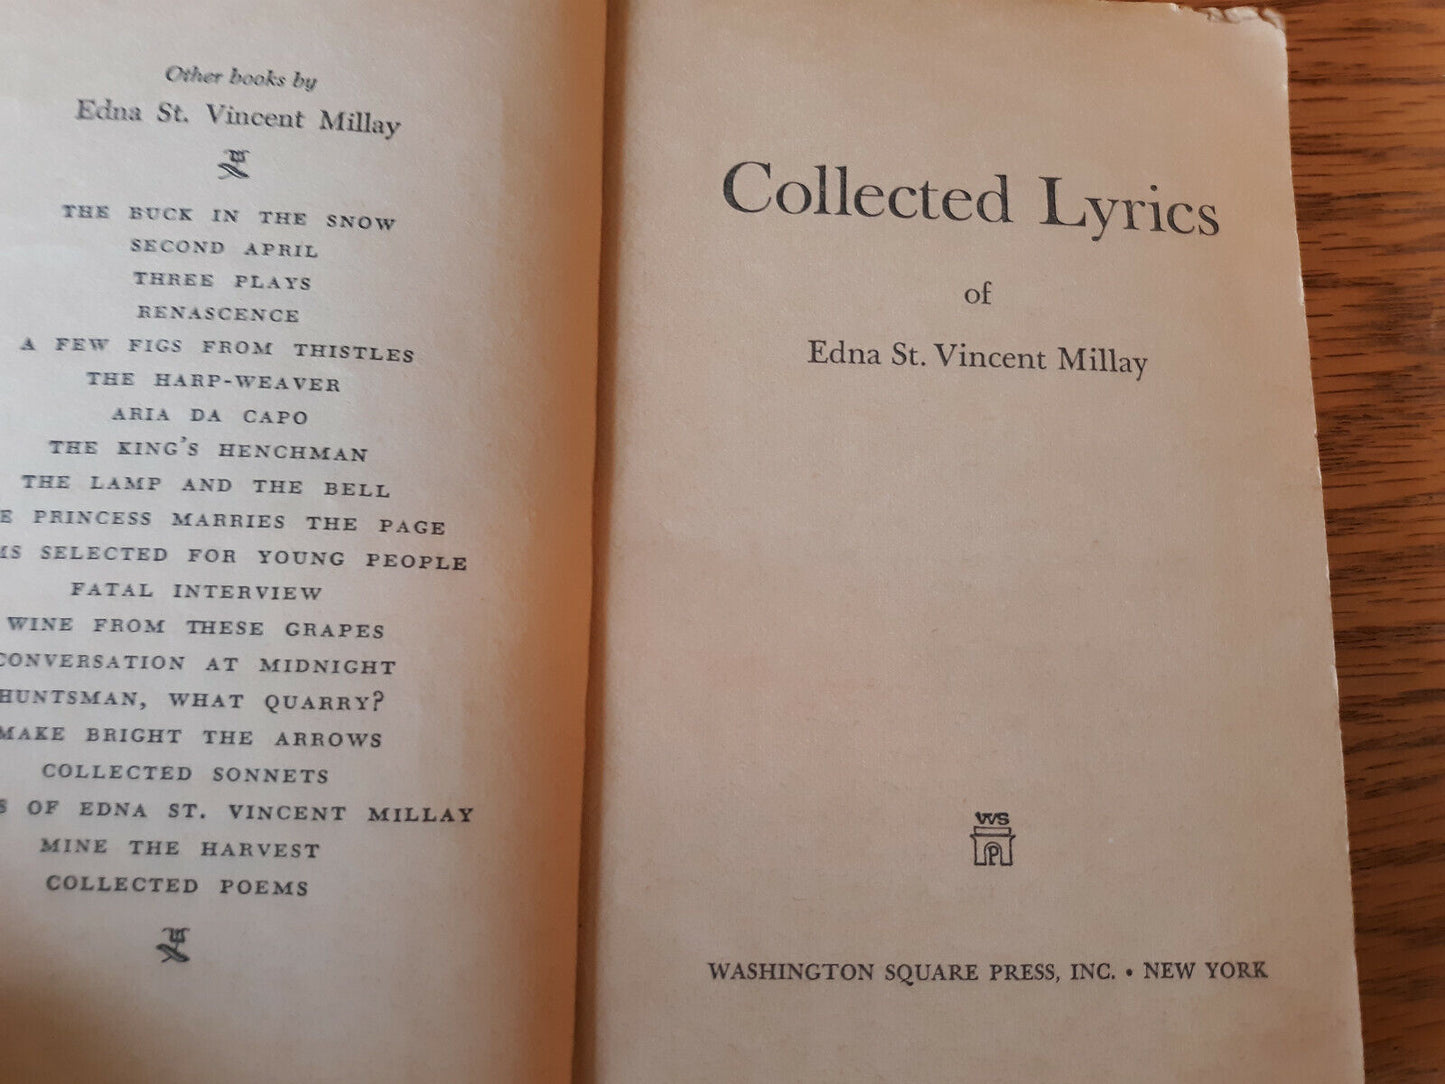 Other books by
Edna St. Vincent Millay
THE BUCK IN THE SNOW
SECOND APRIL
THREE PLAYS
RENASCENCE
A FEW FIGS FROM THISTLES
THE HARP-WEAVER
ARIA DA CAPO
THE KING'S HENCHMAN
THE LAMP AND THE BELL
E PRINCESS MARRIES THE PAGE
MS SELECTED FOR YOUNG PEOPLE
FATAL INTERVIEW
WINE FROM THESE GRAPES
CONVERSATION AT MIDNIGHT
HUNTSMAN, WHAT QUARRY?
MAKE BRIGHT THE ARROWS
COLLECTED SONNETS
S OF EDNA ST. VINCENT MILLAY
MINE THE HARVEST
COLLECTED POEMS
Collected Lyrics
of
Edna St. Vincent Millay
WS
P
WASHINGTON SQUARE PRESS, INC. • NEW YORK